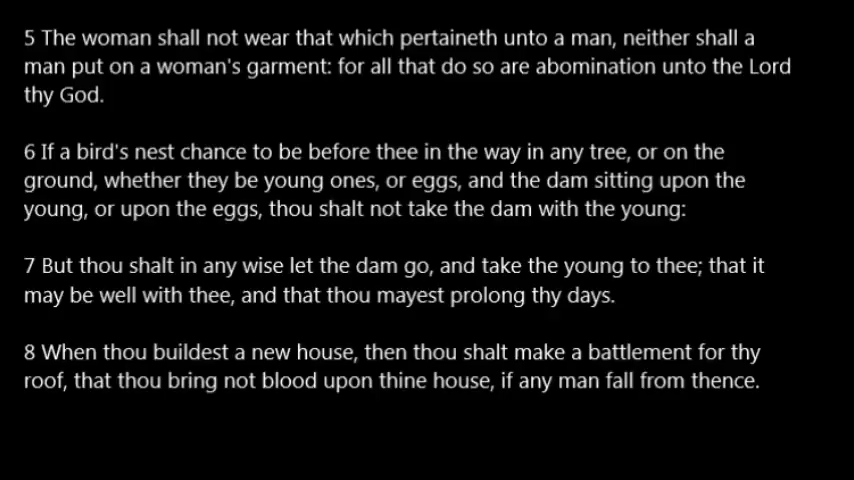 5 The woman shall not wear that which pertaineth unto a man, neither shall a
man put on a woman's garment: for all that do so are abomination unto the Lord
thy God.
6 If a bird's nest chance to be before thee in the way in any tree, or on the
ground, whether they be young ones, or eggs, and the dam sitting upon the
young, or upon the eggs, thou shalt not take the dam with the young:
7 But thou shalt in any wise let the dam go, and take the young to thee; that it
may be well with thee, and that thou mayest prolong thy days.
8 When thou buildest a new house, then thou shalt make a battlement for thy
roof, that thou bring not blood upon thine house, if any man fall from thence.